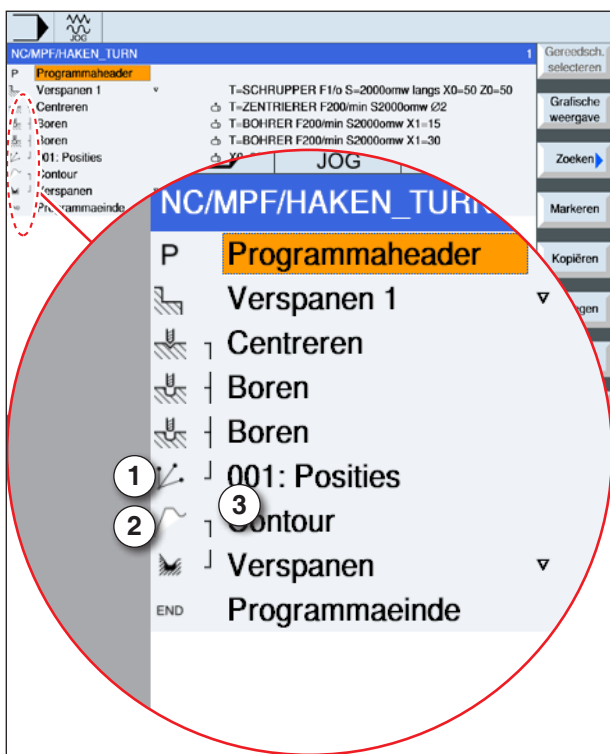 JOG
NC/MPF/HAKEN_TURN 1
P Programmaheader
Verspanen 1 T=SCHRUPPER F1/o S=2000omw langs X0=50 Z0=50
Centreren T=ZENTRIERER F200/min S2000omw Ø2
Boren T=BOHRER F200/min S2000omw X1=15
Boren T=BOHRER F200/min S2000omw X1=30
001: Posities
Contour
Verspanen
Programmaeinde
Gereedsch.
selecteren
Grafische
weergave
Zoeken
Markeren
Kopiëren
JOG
NC/MPF/HAKEN_TURN
P Programmaheader
Verspanen 1
Centreren
Boren
Boren
1 001: Posities
3
2 Contour
Verspanen
END Programmaeinde